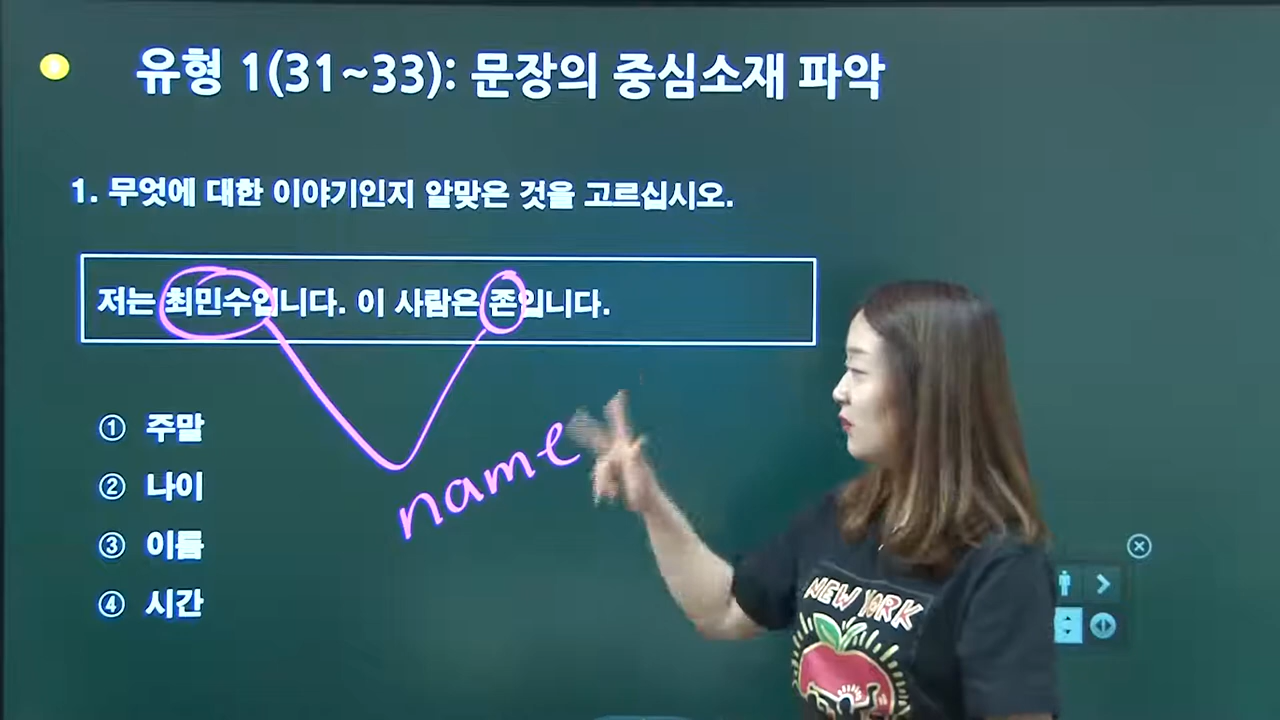 유형 1(31~33): 문장의 중심소재 파악
1. 무엇에 대한 이야기인지 알맞은 것을 고르십시오.
저는 최민수입니다. 이 사람은 존입니다.
① 주말
② 나이
③ 이름
④ 시간
name
NEW YORK